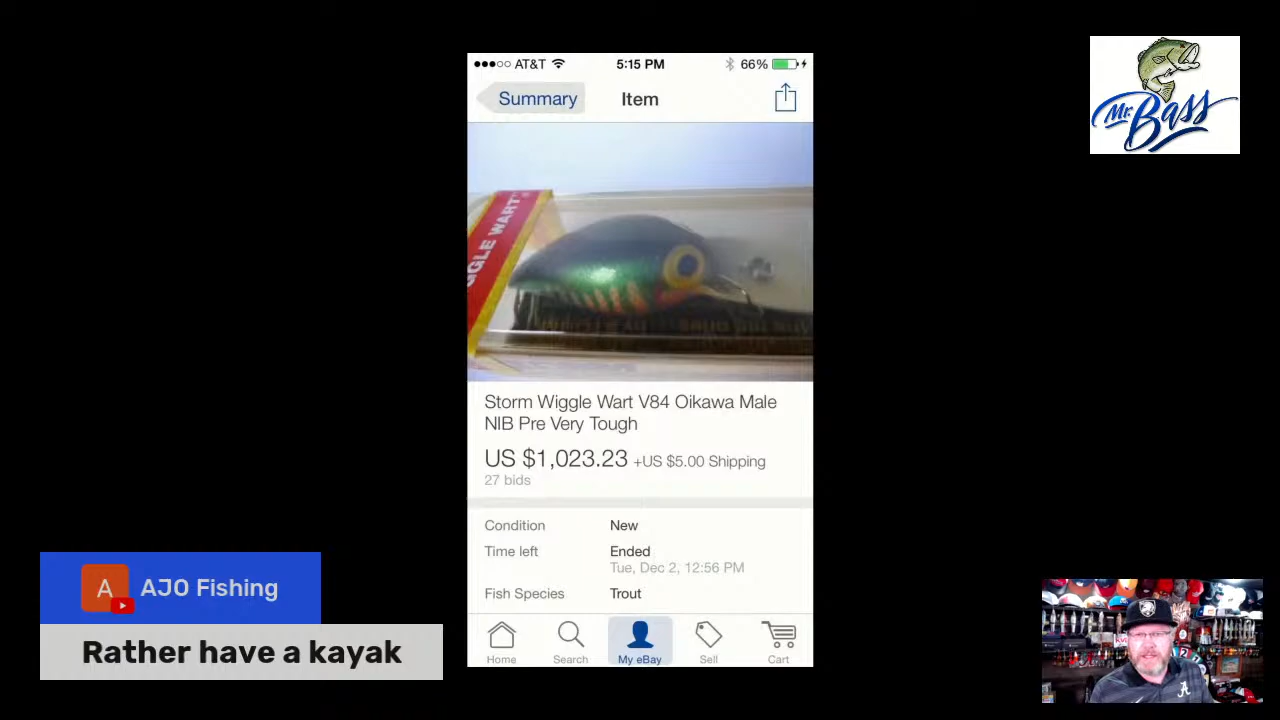 AT&T
5:15 PM
66%
Summary
Item
GGLE WART
Storm Wiggle Wart V84 Oikawa Male
NIB Pre Very Tough
US $1,023.23 +US $5.00 Shipping
27 bids
Condition New
Time left Ended
Tue, Dec 2, 12:56 PM
Fish Species Trout
Home
Search
My eBay
Sell
Cart
Mr. Bass
A
AJO Fishing
Rather have a kayak
A